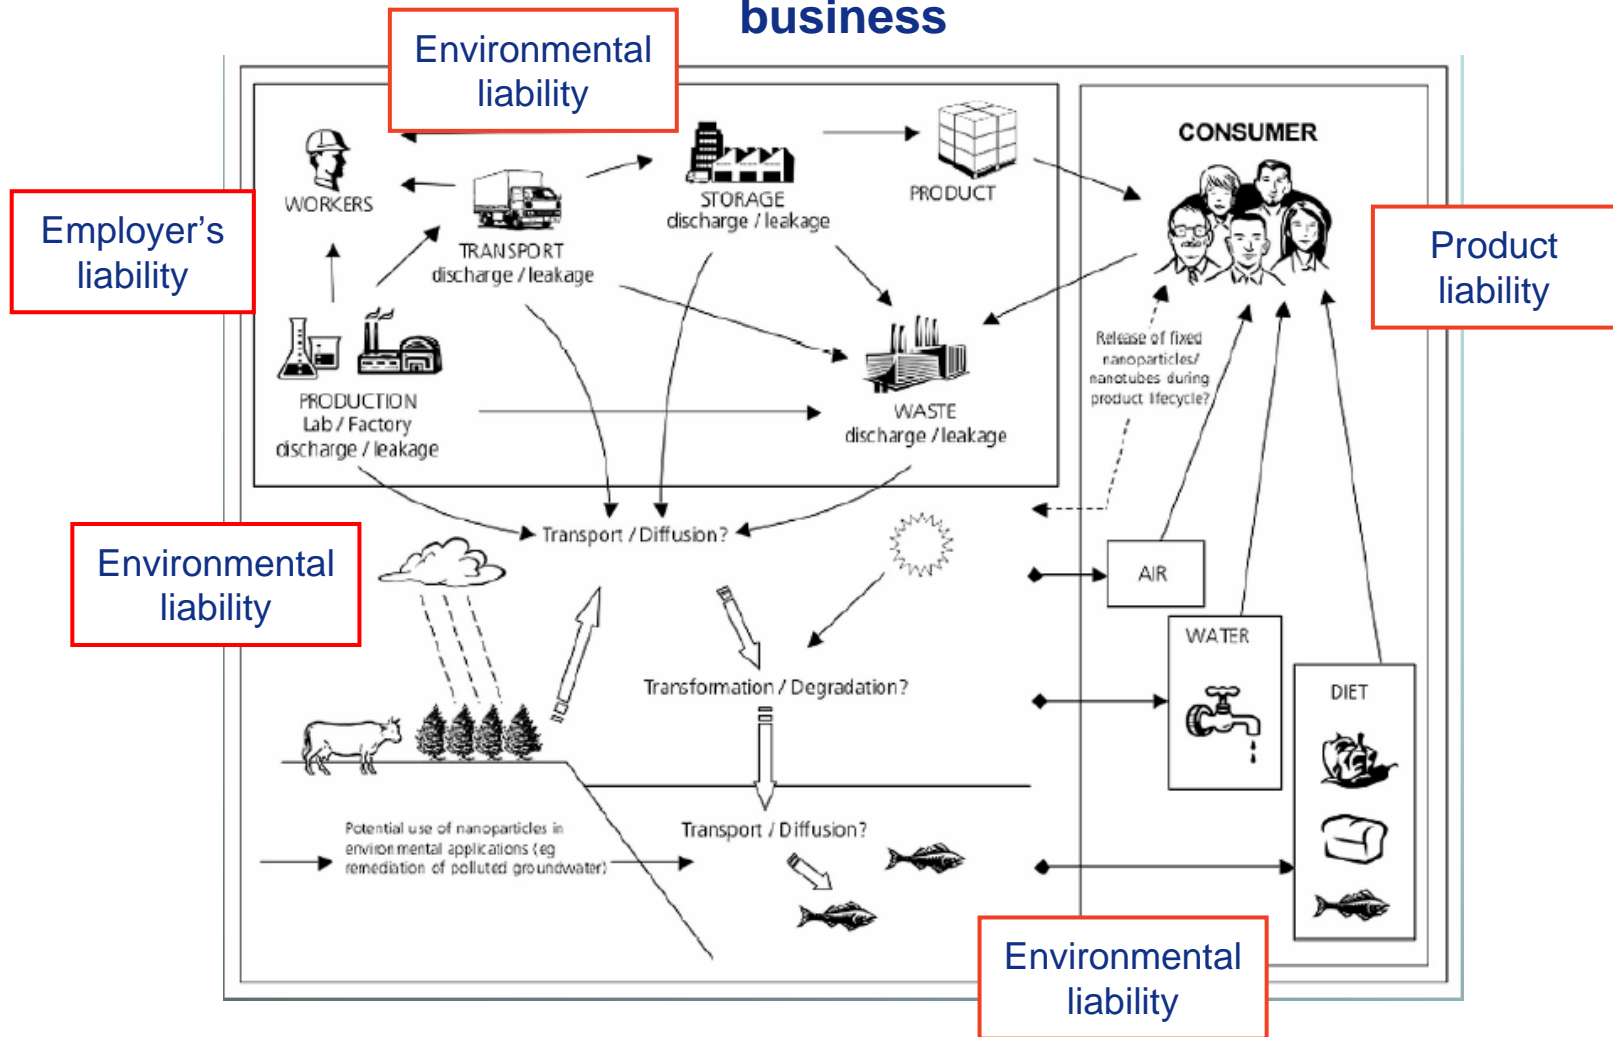 business
Environmental
liability
CONSUMER
WORKERS
STORAGE
discharge / leakage
PRODUCT
Employer’s
liability
TRANSPORT
discharge / leakage
Product
liability
Release of fixed
nanoparticles/
nanotubes during
product lifecycle?
PRODUCTION
Lab / Factory
discharge / leakage
WASTE
discharge / leakage
Transport / Diffusion?
Environmental
liability
AIR
WATER
Transformation / Degradation?
DIET
Potential use of nanoparticles in
environmental applications (eg
remediation of polluted groundwater)
Transport / Diffusion?
Environmental
liability